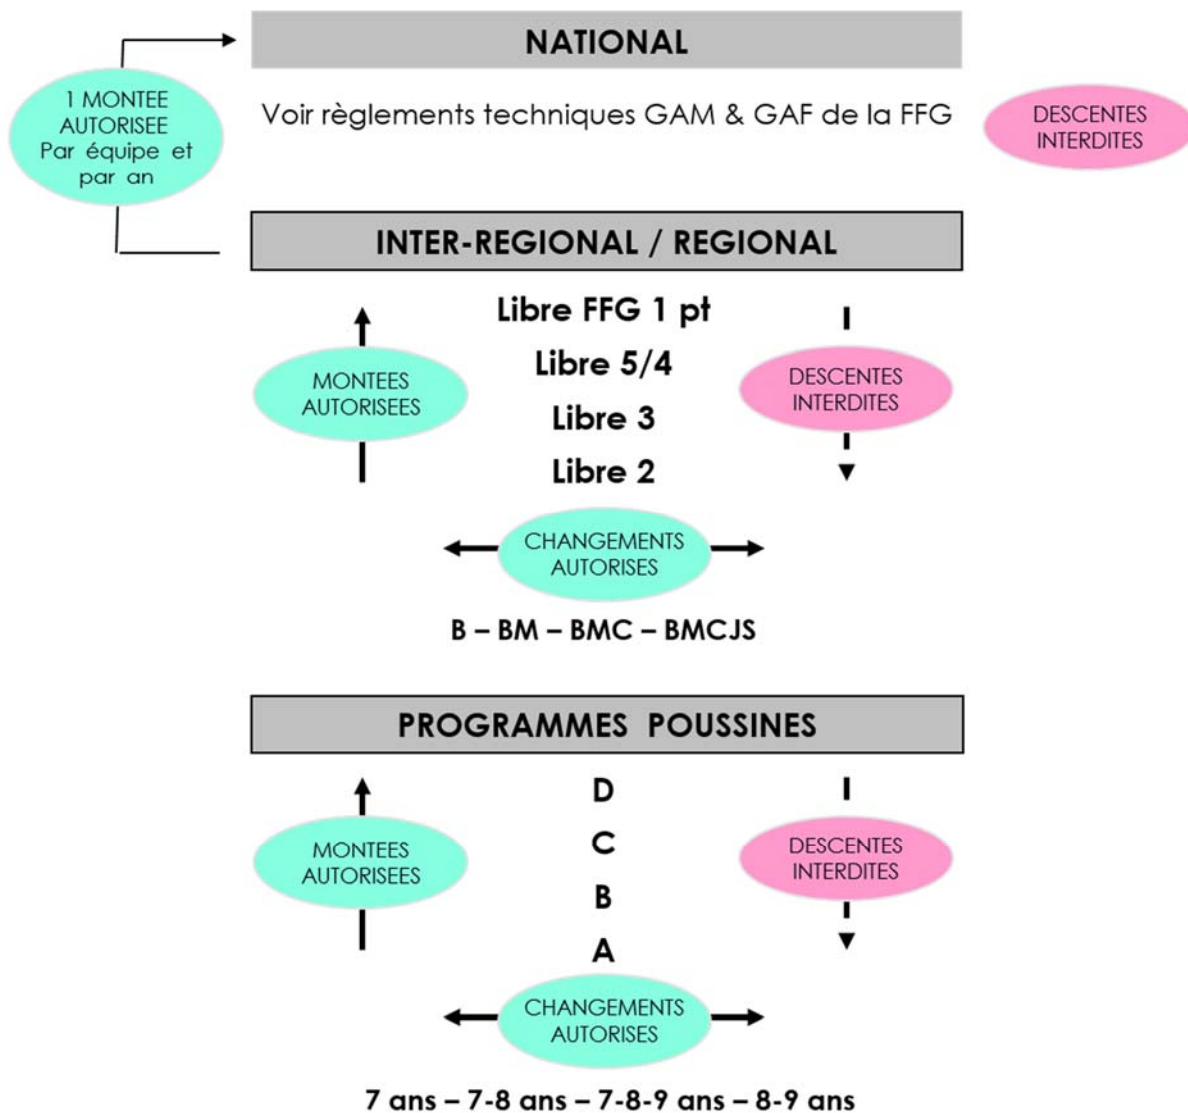 NATIONAL
1 MONTEE
AUTORISEE
Par équipe et
par an
Voir règlements techniques GAM & GAF de la FFG
DESCENTES
INTERDITES
INTER-REGIONAL / REGIONAL
Libre FFG 1 pt
Libre 5/4
Libre 3
Libre 2
MONTEES
AUTORISEES
DESCENTES
INTERDITES
CHANGEMENTS
AUTORISES
B – BM – BMC – BMCJS
PROGRAMMES POUSSINES
D
C
B
A
MONTEES
AUTORISEES
DESCENTES
INTERDITES
CHANGEMENTS
AUTORISES
7 ans – 7-8 ans – 7-8-9 ans – 8-9 ans